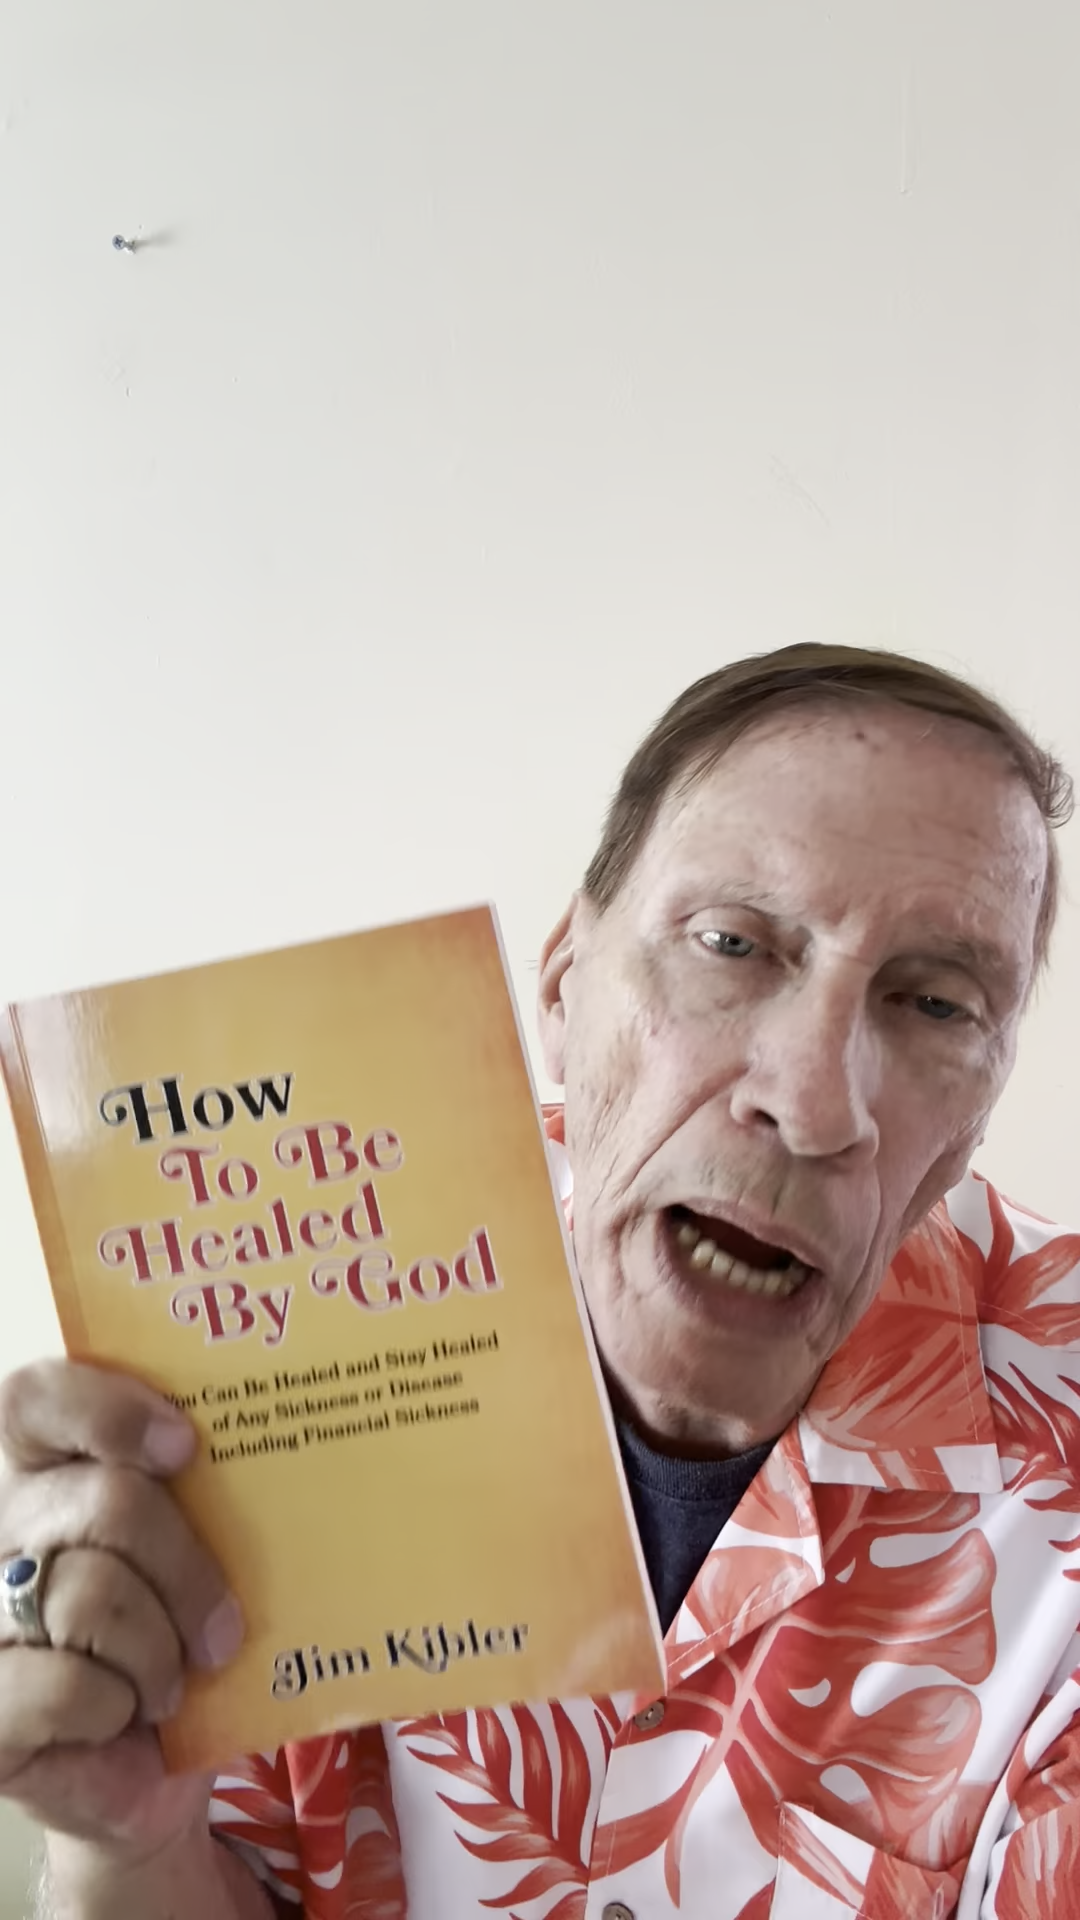 How
To Be
Healed
By God
You Can Be Healed and Stay Healed
of Any Sickness or Disease
Including Financial Sickness
Jim Kibler